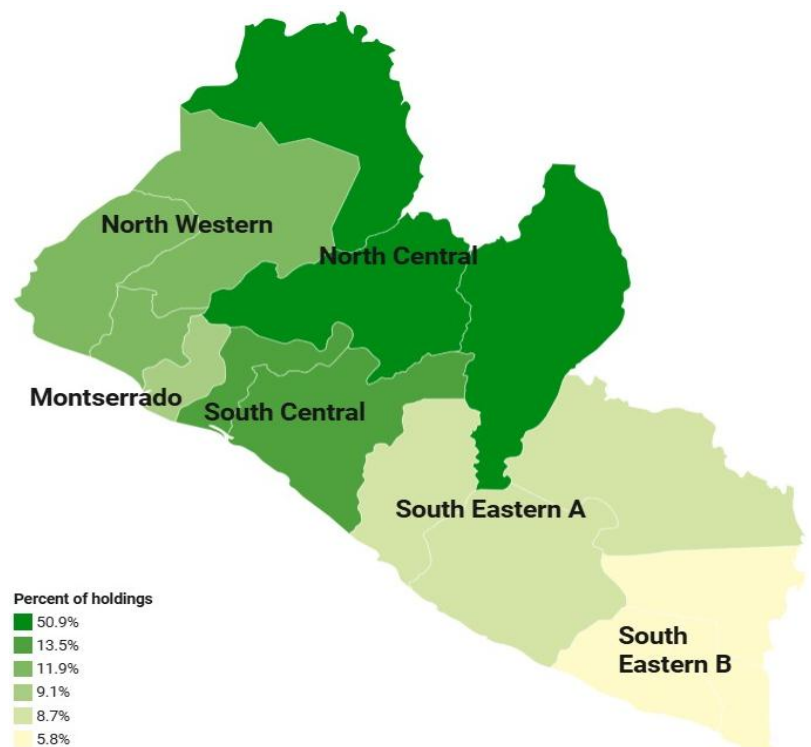 North Western
North Central
Montserrado
South Central
South Eastern A
South
Eastern B
Percent of holdings
50.9%
13.5%
11.9%
9.1%
8.7%
5.8%